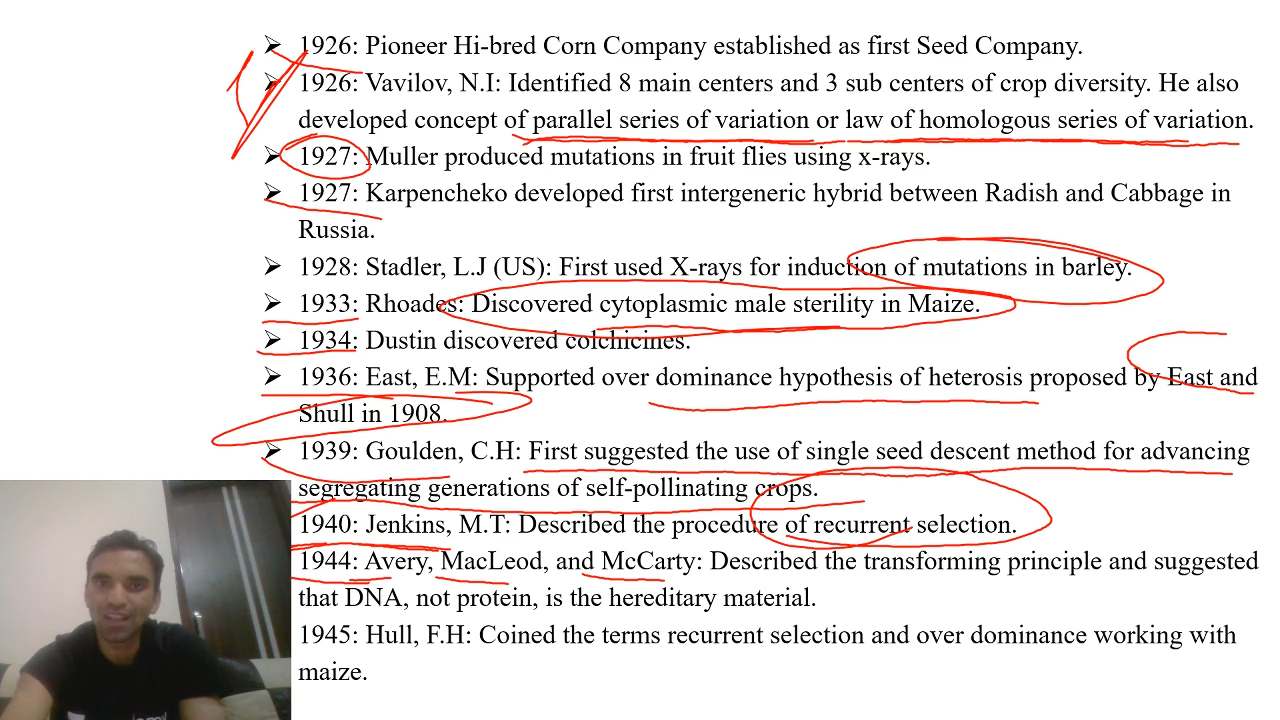 ➢ 1926: Pioneer Hi-bred Corn Company established as first Seed Company.
➢ 1926: Vavilov, N.I: Identified 8 main centers and 3 sub centers of crop diversity. He also
developed concept of parallel series of variation or law of homologous series of variation.
➢ 1927: Muller produced mutations in fruit flies using x-rays.
➢ 1927: Karpencheko developed first intergeneric hybrid between Radish and Cabbage in
Russia.
➢ 1928: Stadler, L.J (US): First used X-rays for induction of mutations in barley.
➢ 1933: Rhoades: Discovered cytoplasmic male sterility in Maize.
➢ 1934: Dustin discovered colchicines.
➢ 1936: East, E.M: Supported over dominance hypothesis of heterosis proposed by East and
Shull in 1908.
➢ 1939: Goulden, C.H: First suggested the use of single seed descent method for advancing
segregating generations of self-pollinating crops.
1940: Jenkins, M.T: Described the procedure of recurrent selection.
1944: Avery, MacLeod, and McCarty: Described the transforming principle and suggested
that DNA, not protein, is the hereditary material.
1945: Hull, F.H: Coined the terms recurrent selection and over dominance working with
maize.